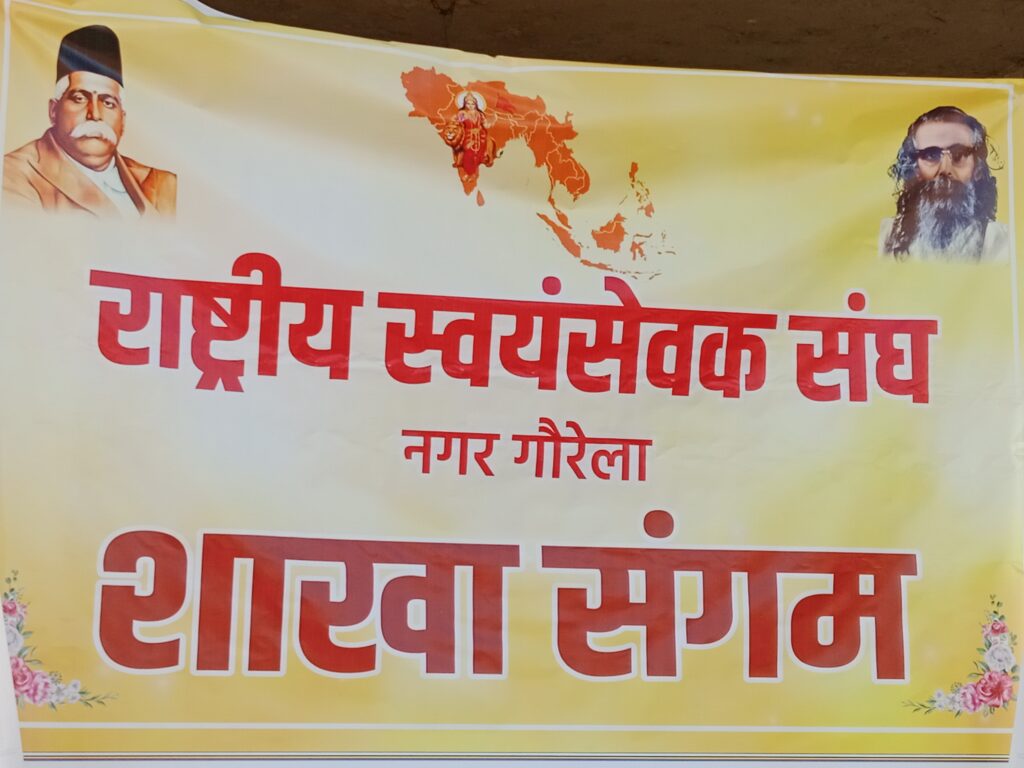 राष्ट्रीय स्वयंसेवक संघ
नगर गौरेला
शाखा संगम